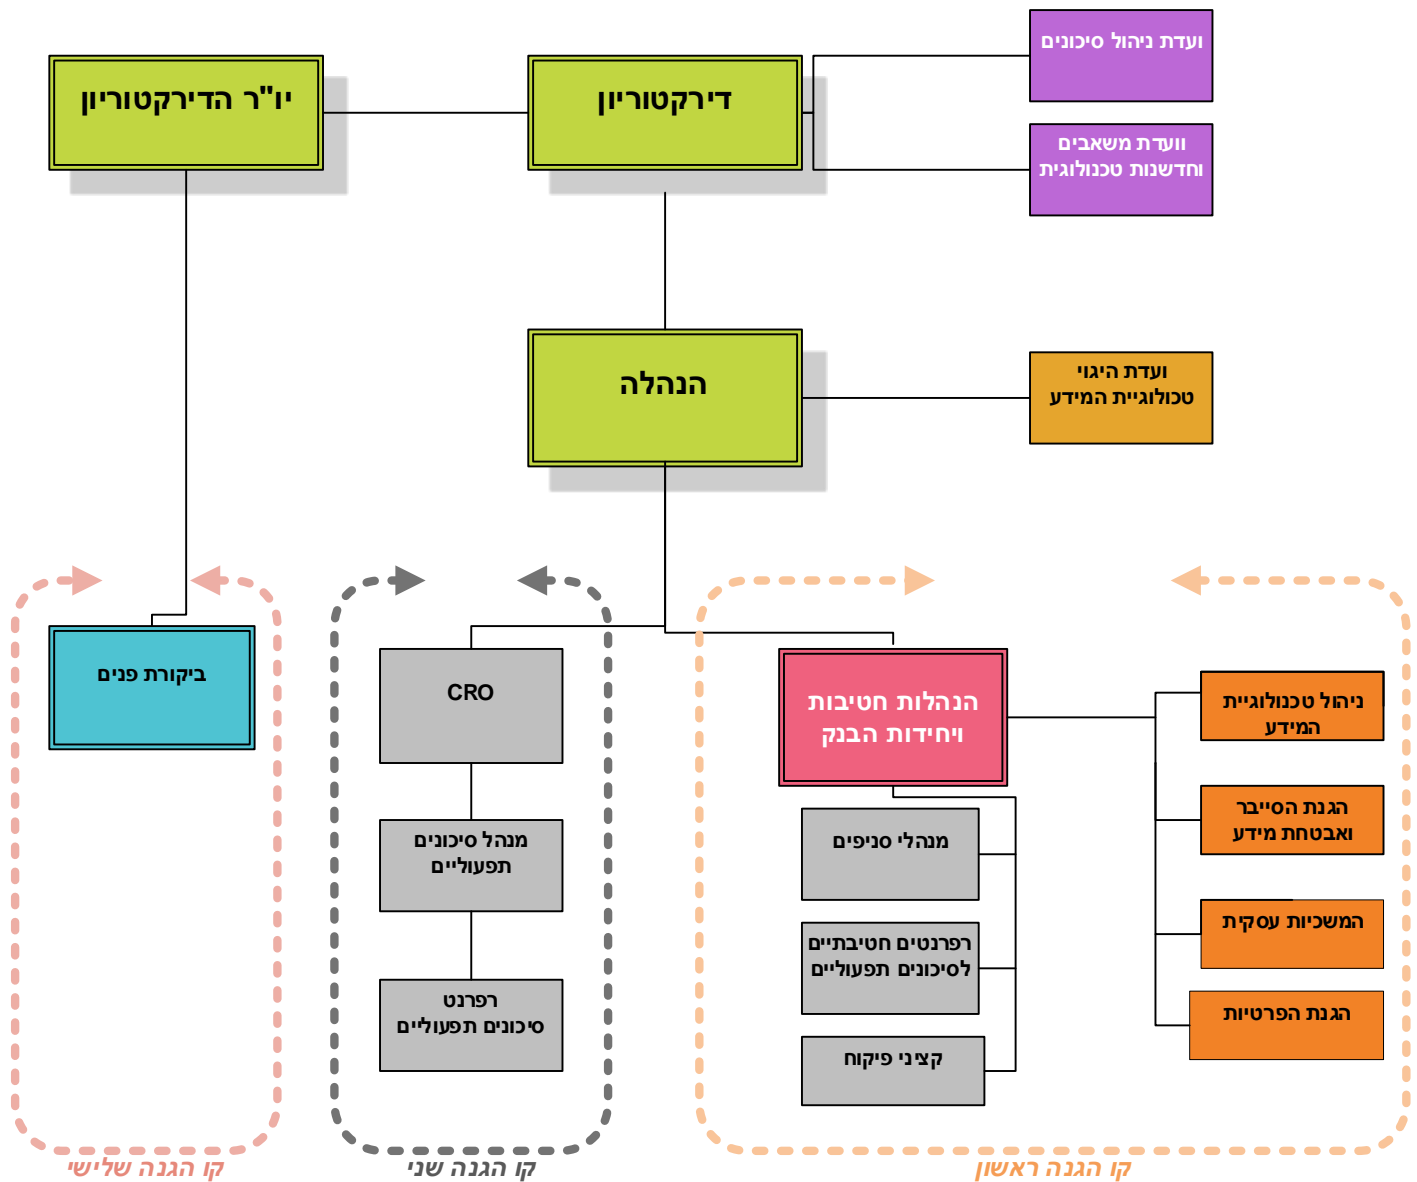 ועדת ניהול סיכונים
דירקטוריון
יו"ר הדירקטוריון
וועדת משאבים
וחדשנות טכנולוגית
הנהלה
ועדת היגוי
טכולוגיית המידע
ניהול טכנולוגיית
המידע
הגנת הסייבר
ואבטחת מידע
המשכיות עסקית
הגנת הפרטיות
הנהלות חטיבות
ויחידות הבנק
מנהלי סניפים
רפרנטים חטיבתיים
לסיכונים תפעוליים
קציני פיקוח
קו הגנה ראשון
CRO
מנהל סיכונים
תפעוליים
רפרנט
סיכונים תפעוליים
קו הגנה שני
ביקורת פנים
קו הגנה שלישי